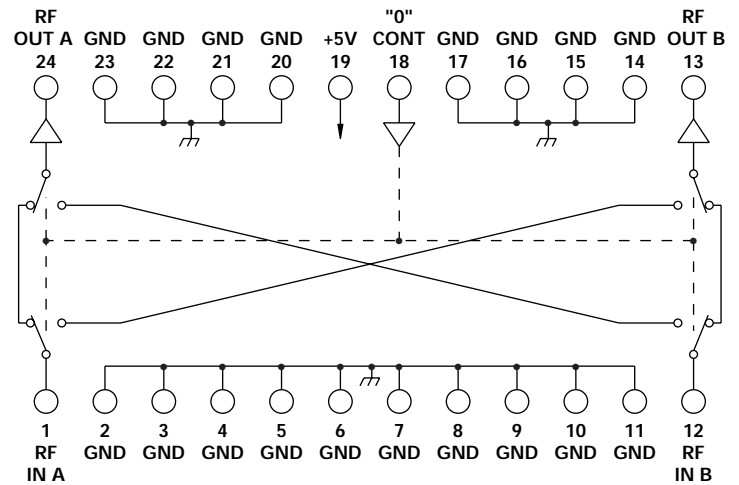 RF "0" RF
OUT A GND GND GND GND +5V CONT GND GND GND GND OUT B
24 23 22 21 20 19 18 17 16 15 14 13
1 2 3 4 5 6 7 8 9 10 11 12
RF GND GND GND GND GND GND GND GND GND GND RF
IN A IN B